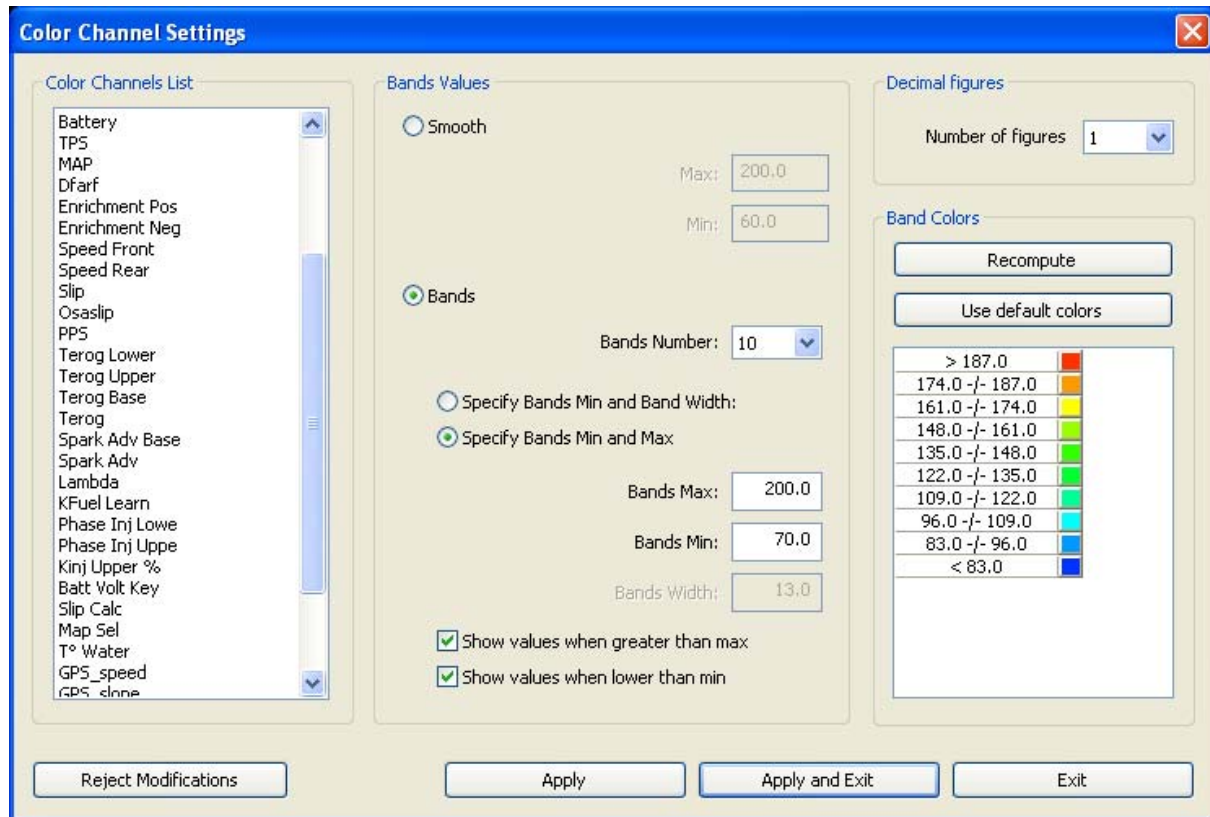 Color Channel Settings
Color Channels List
Battery
TPS
MAP
Dfarf
Enrichment Pos
Enrichment Neg
Speed Front
Speed Rear
Slip
Osaslip
PPS
Terog Lower
Terog Upper
Terog Base
Terog
Spark Adv Base
Spark Adv
Lambda
KFuel Learn
Phase Inj Lowe
Phase Inj Uppe
Kinj Upper %
Batt Volt Key
Slip Calc
Map Sel
T° Water
GPS_speed
GPS_slope
Bands Values
Smooth
Max: 200.0
Min: 60.0
Bands
Bands Number: 10
Specify Bands Min and Band Width:
Specify Bands Min and Max
Bands Max: 200.0
Bands Min: 70.0
Bands Width: 13.0
Show values when greater than max
Show values when lower than min
Decimal figures
Number of figures 1
Band Colors
Recompute
Use default colors
> 187.0
174.0 -/- 187.0
161.0 -/- 174.0
148.0 -/- 161.0
135.0 -/- 148.0
122.0 -/- 135.0
109.0 -/- 122.0
96.0 -/- 109.0
83.0 -/- 96.0
< 83.0
Reject Modifications
Apply
Apply and Exit
Exit